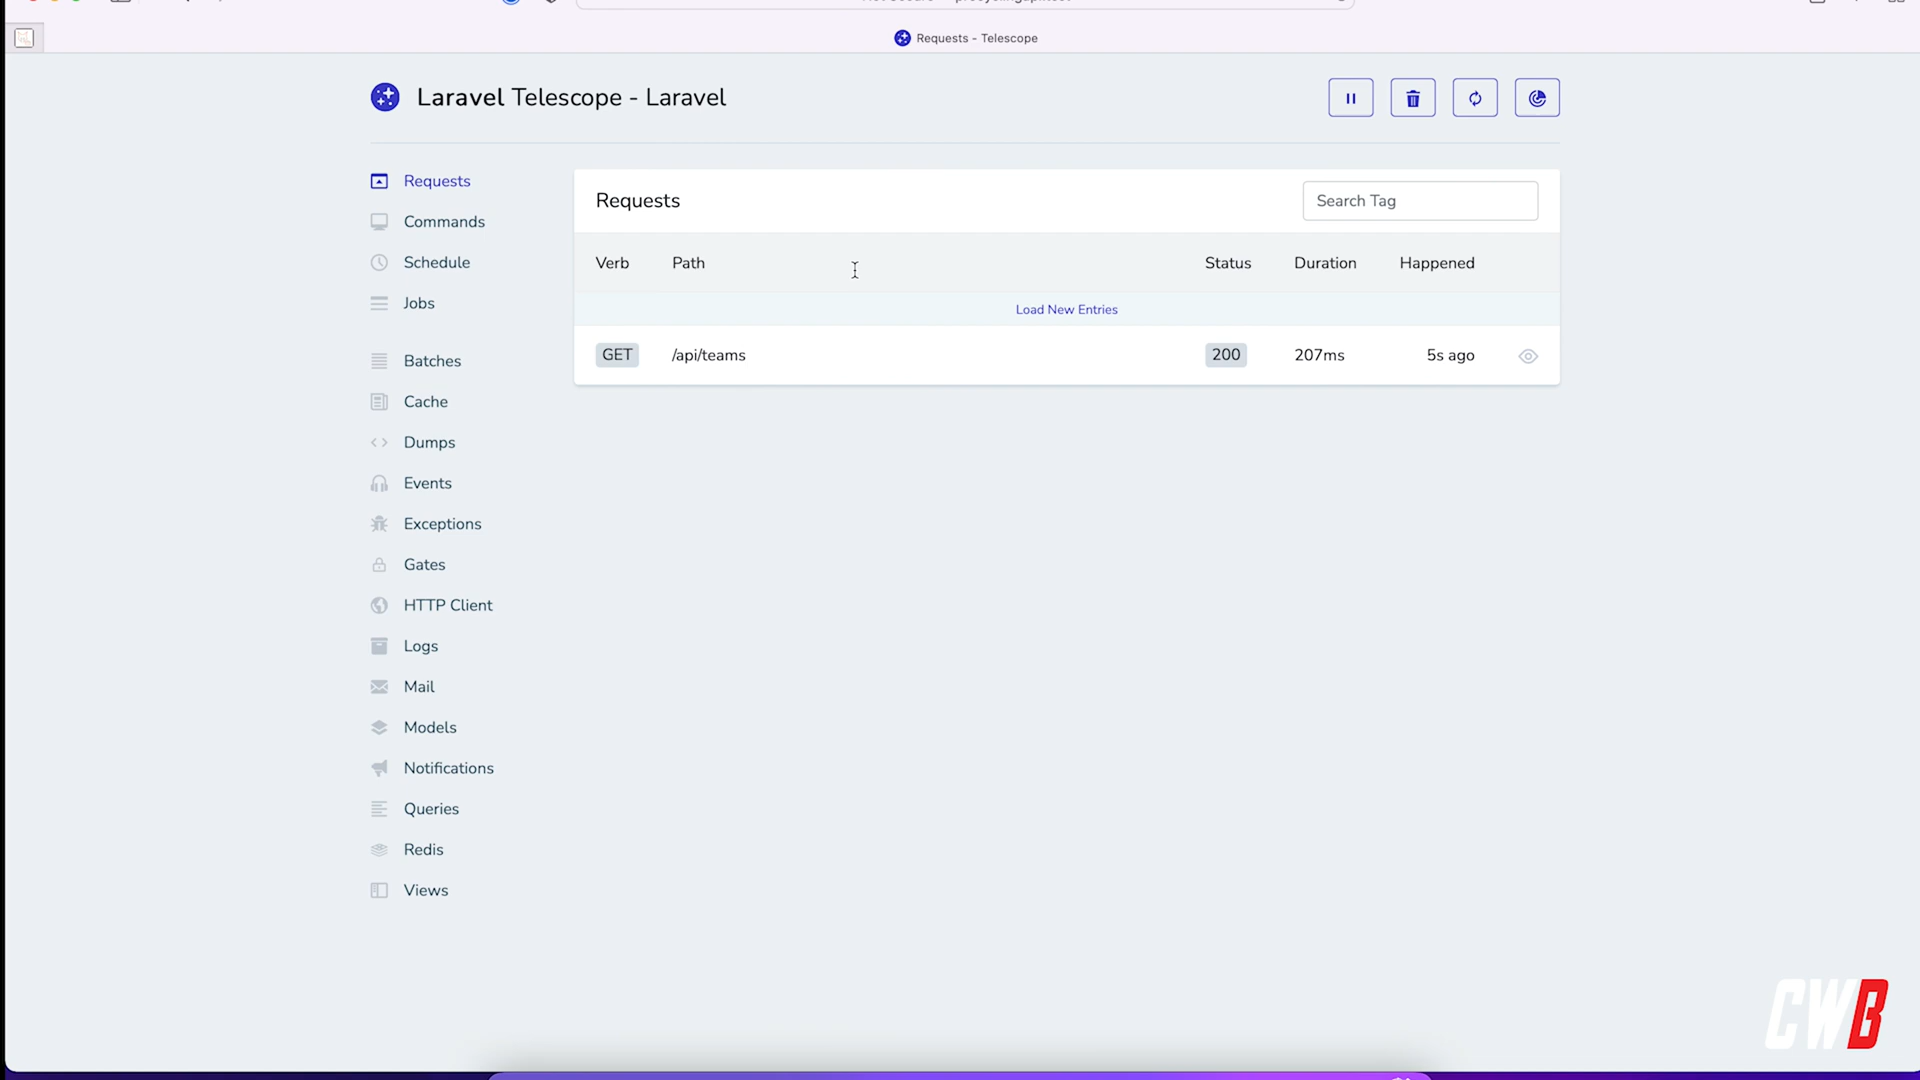 Requests - Telescope
Laravel Telescope - Laravel
Requests
Commands
Schedule
Jobs
Batches
Cache
Dumps
Events
Exceptions
Gates
HTTP Client
Logs
Mail
Models
Notifications
Queries
Redis
Views
Requests
Search Tag
Verb Path Status Duration Happened
Load New Entries
GET /api/teams 200 207ms 5s ago
CWB